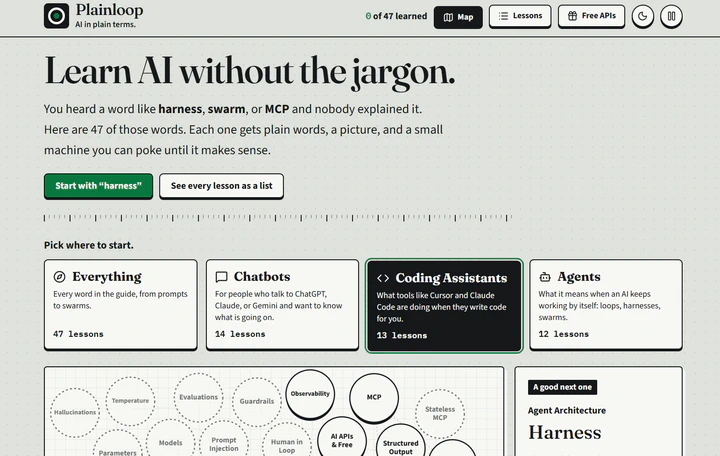 Plainloop
AI in plain terms.
0 of 47 learned
Map
Lessons
Free APIs
Learn AI without the jargon.
You heard a word like harness, swarm, or MCP and nobody explained it.
Here are 47 of those words. Each one gets plain words, a picture, and a small
machine you can poke until it makes sense.
Start with “harness”
See every lesson as a list
Pick where to start.
Everything
Every word in the guide, from prompts
to swarms.
47 lessons
Chatbots
For people who talk to ChatGPT,
Claude, or Gemini and want to know
what is going on.
14 lessons
Coding Assistants
What tools like Cursor and Claude
Code are doing when they write code
for you.
13 lessons
Agents
What it means when an AI keeps
working by itself: loops, harnesses,
swarms.
12 lessons
Hallucinations
Temperature
Evaluations
Guardrails
Observability
MCP
Stateless
MCP
Parameters
Models
Prompt
Injection
Human in
Loop
AI APIs
& Free
Structured
Output
A good next one
Agent Architecture
Harness